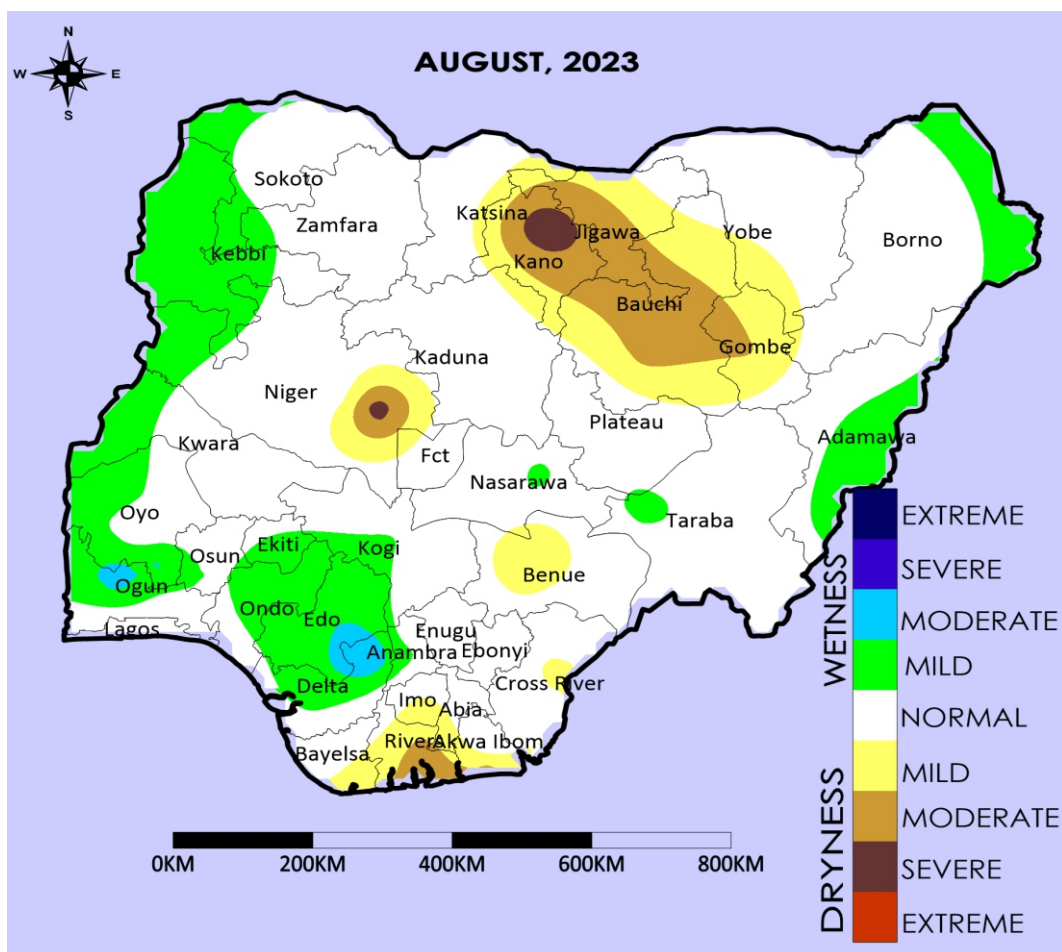 N
W E
S
AUGUST, 2023
Sokoto
Zamfara
Katsina
Jigawa
Yobe
Borno
Kebbi
Kano
Bauchi
Gombe
Kaduna
Niger
Plateau
Adamawa
Kwara
Fct
Nasarawa
Taraba
Oyo
Osun
Ekiti
Kogi
Benue
Ogun
Ondo
Edo
Lagos
Enugu
Anambra
Ebonyi
Delta
Imo
Abia
Cross River
Bayelsa
Rivers
Akwa Ibom
WETNESS
EXTREME
SEVERE
MODERATE
MILD
NORMAL
DRYNESS
MILD
MODERATE
SEVERE
EXTREME
0KM 200KM 400KM 600KM 800KM